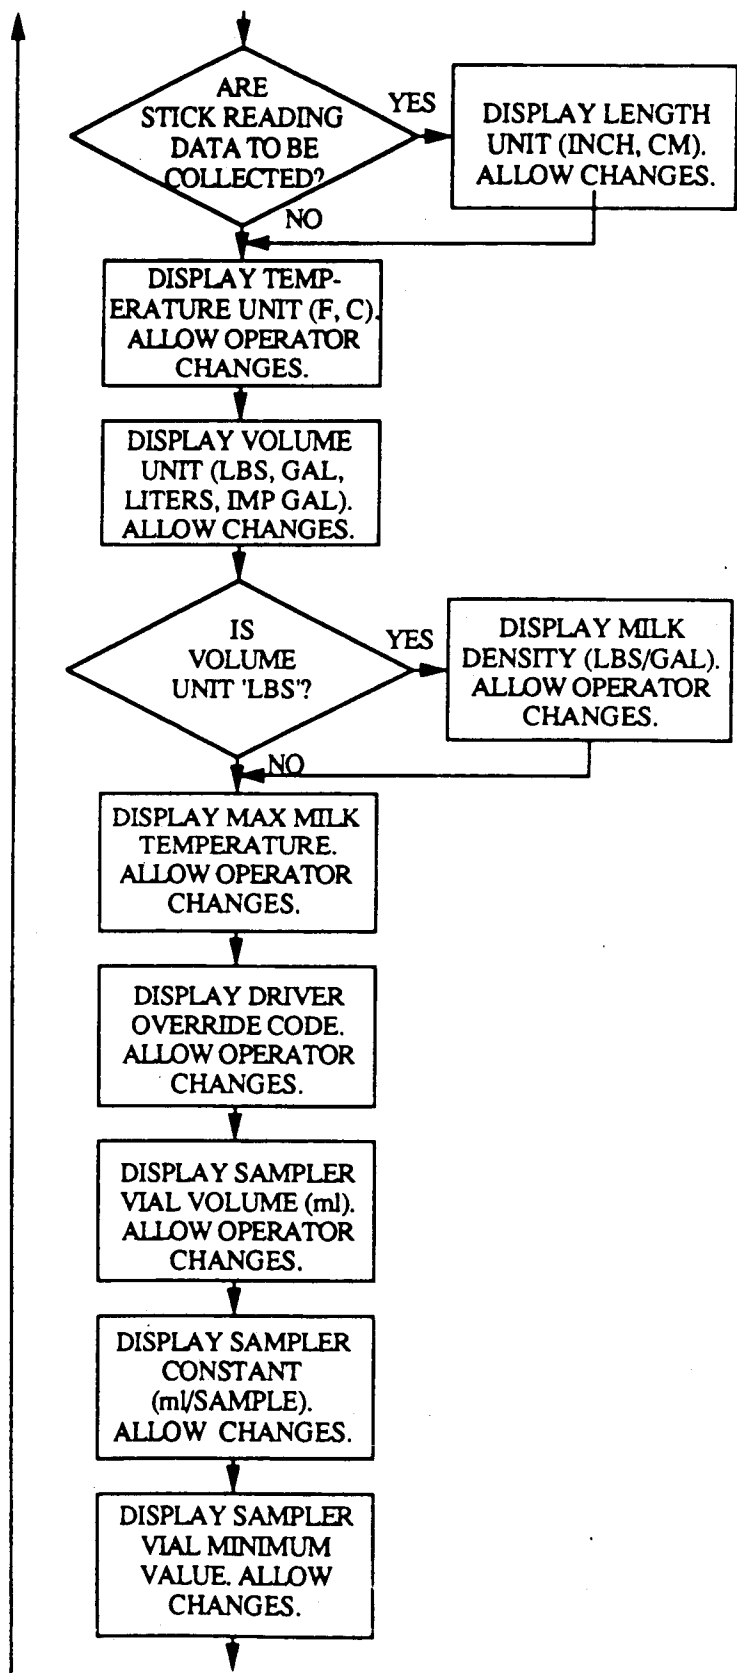 ARE
STICK READING
DATA TO BE
COLLECTED?
YES
DISPLAY LENGTH
UNIT (INCH, CM).
ALLOW CHANGES.
NO
DISPLAY TEMP-
ERATURE UNIT (F, C).
ALLOW OPERATOR
CHANGES.
DISPLAY VOLUME
UNIT (LBS, GAL,
LITERS, IMP GAL).
ALLOW CHANGES.
IS
VOLUME
UNIT 'LBS'?
YES
DISPLAY MILK
DENSITY (LBS/GAL).
ALLOW OPERATOR
CHANGES.
NO
DISPLAY MAX MILK
TEMPERATURE.
ALLOW OPERATOR
CHANGES.
DISPLAY DRIVER
OVERRIDE CODE.
ALLOW OPERATOR
CHANGES.
DISPLAY SAMPLER
VIAL VOLUME (ml).
ALLOW OPERATOR
CHANGES.
DISPLAY SAMPLER
CONSTANT
(ml/SAMPLE).
ALLOW CHANGES.
DISPLAY SAMPLER
VIAL MINIMUM
VALUE. ALLOW
CHANGES.